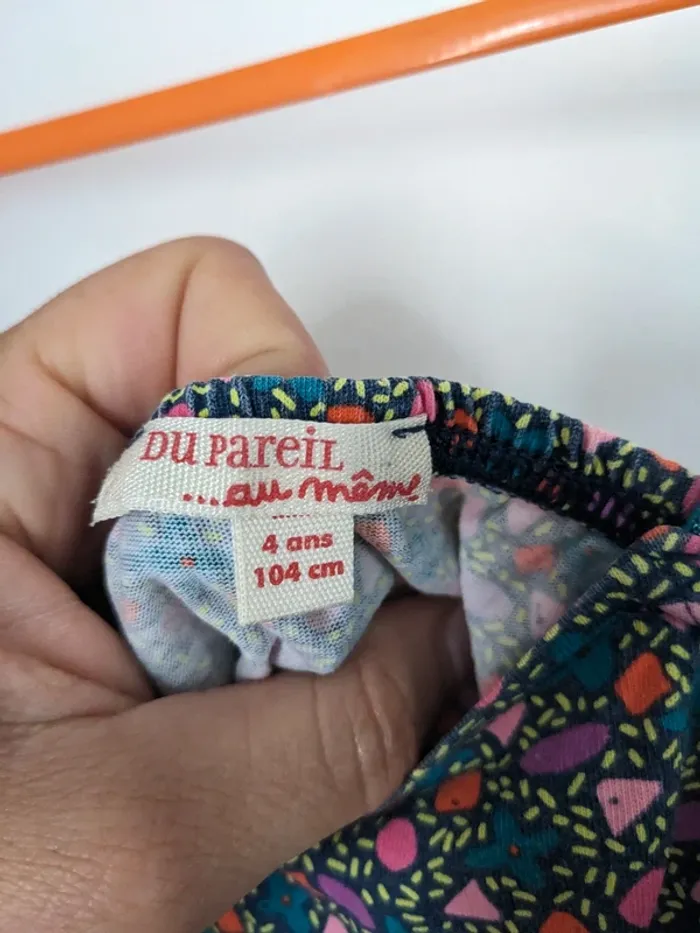 DU PAREIL
...au même
4 ans
104 cm